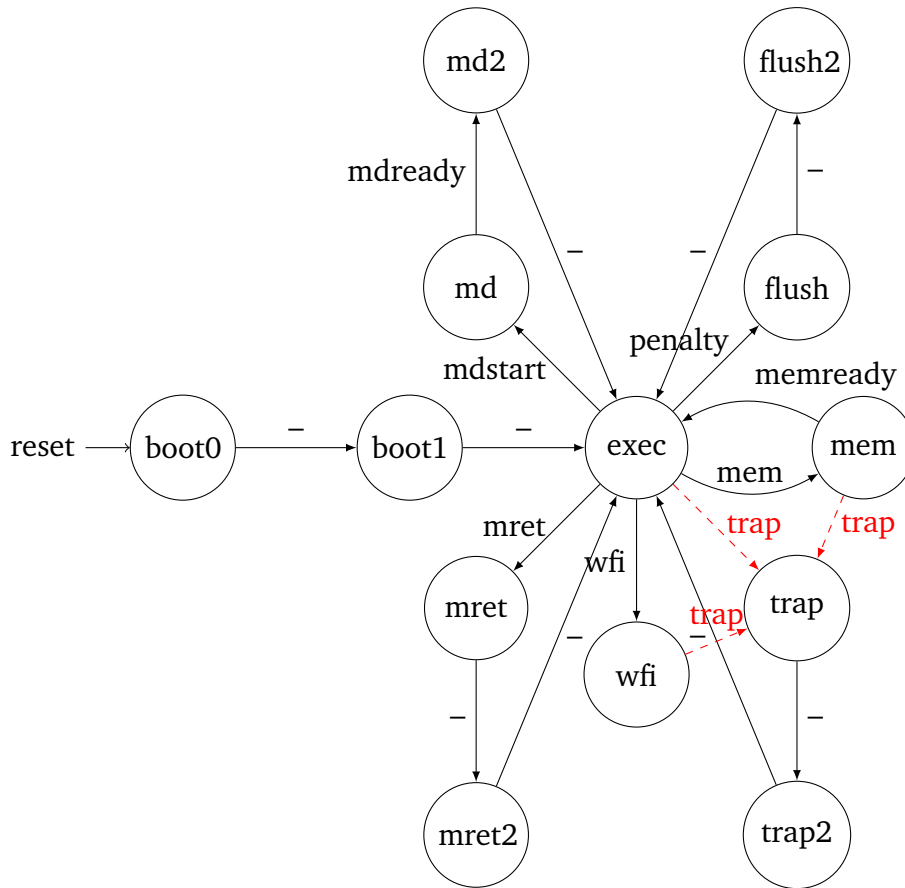 md2
flush2
mdready
–
–
–
md
flush
mdstart
penalty
memready
reset
boot0
–
boot1
–
exec
mem
mem
mret
wfi
trap
trap
mret
trap
trap
–
–
wfi
–
–
mret2
trap2